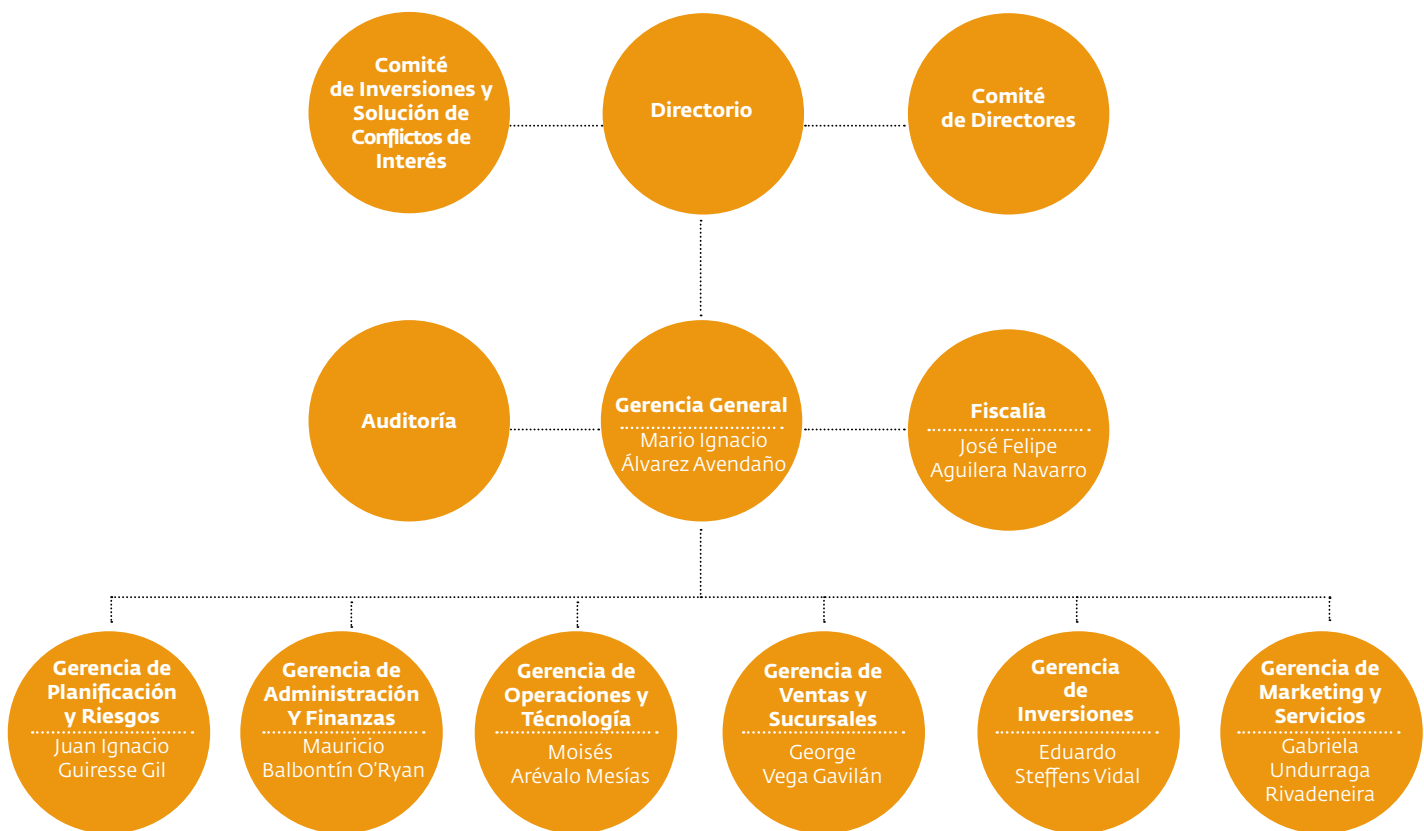 Comité
de Inversiones y
Solución de
Conflictos de
Interés
Directorio
Comité
de Directores
Auditoría
Gerencia General
Mario Ignacio
Álvarez Avendaño
Fiscalía
José Felipe
Aguilera Navarro
Gerencia de
Planificación
y Riesgos
Juan Ignacio
Guiresse Gil
Gerencia de
Administración
Y Finanzas
Mauricio
Balbontín O'Ryan
Gerencia de
Operaciones y
Técnología
Moisés
Arévalo Mesías
Gerencia de
Ventas y
Sucursales
George
Vega Gavilán
Gerencia
de
Inversiones
Eduardo
Steffens Vidal
Gerencia de
Marketing y
Servicios
Gabriela
Undurraga
Rivadeneira